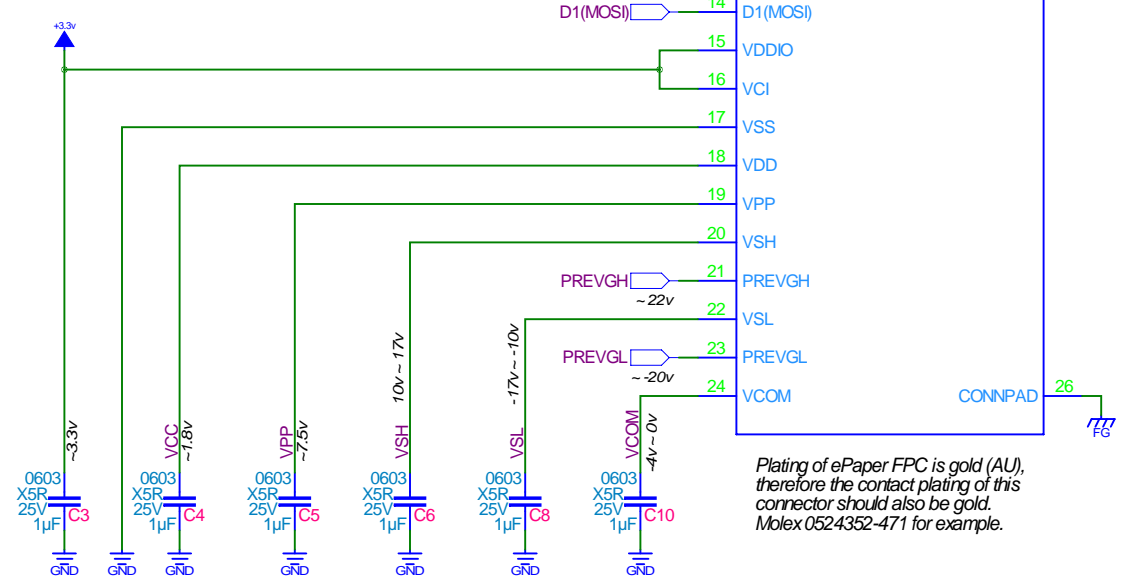 14
D1(MOSI)
D1(MOSI)
+3.3v
15
VDDIO
16
VCI
17
VSS
18
VDD
19
VPP
20
VSH
PREVGH
21
PREVGH
~ 22v
22
VSL
PREVGL
23
PREVGL
~ -20v
24
VCOM
CONNPAD
26
FG
~3.3v
VCC
~1.8v
VPP
~7.5v
VSH
10v ~ 17v
VSL
-17v ~ -10v
VCOM
-4v ~ 0v
0603
X5R
25V
1µF
C3
0603
X5R
25V
1µF
C4
0603
X5R
25V
1µF
C5
0603
X5R
25V
1µF
C6
0603
X5R
25V
1µF
C8
0603
X5R
25V
1µF
C10
GND
GND
GND
GND
GND
GND
GND
Plating of ePaper FPC is gold (AU),
therefore the contact plating of this
connector should also be gold.
Molex 0524352-471 for example.